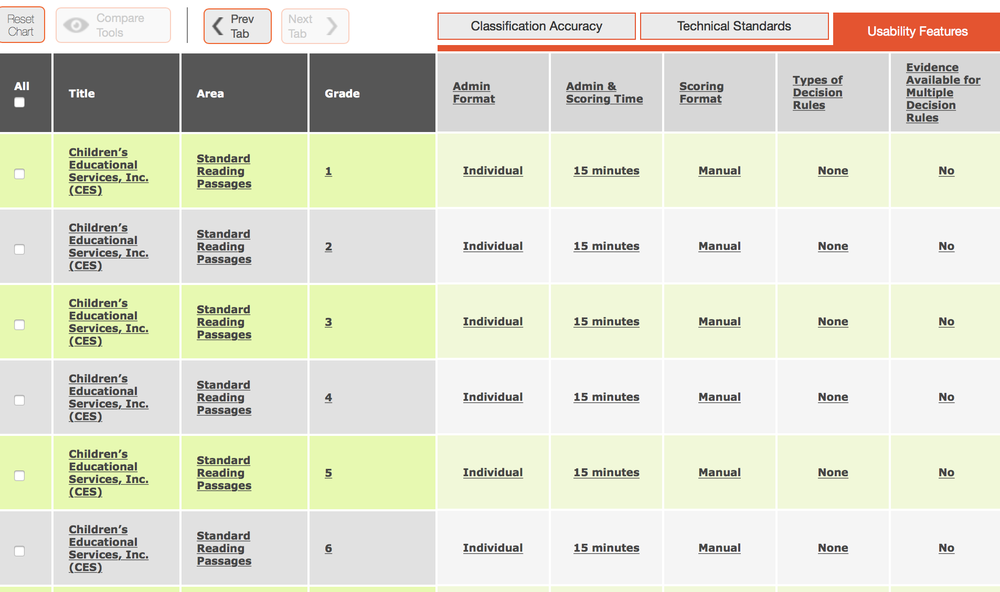 Reset
Chart
Compare
Tools
Prev
Tab
Next
Tab
Classification Accuracy
Technical Standards
Usability Features
All
Title
Area
Grade
Admin
Format
Admin &
Scoring Time
Scoring
Format
Types of
Decision
Rules
Evidence
Available for
Multiple
Decision
Rules
Children’s
Educational
Services, Inc.
(CES)
Standard
Reading
Passages
1
Individual
15 minutes
Manual
None
No
Children’s
Educational
Services, Inc.
(CES)
Standard
Reading
Passages
2
Individual
15 minutes
Manual
None
No
Children’s
Educational
Services, Inc.
(CES)
Standard
Reading
Passages
3
Individual
15 minutes
Manual
None
No
Children’s
Educational
Services, Inc.
(CES)
Standard
Reading
Passages
4
Individual
15 minutes
Manual
None
No
Children’s
Educational
Services, Inc.
(CES)
Standard
Reading
Passages
5
Individual
15 minutes
Manual
None
No
Children’s
Educational
Services, Inc.
(CES)
Standard
Reading
Passages
6
Individual
15 minutes
Manual
None
No